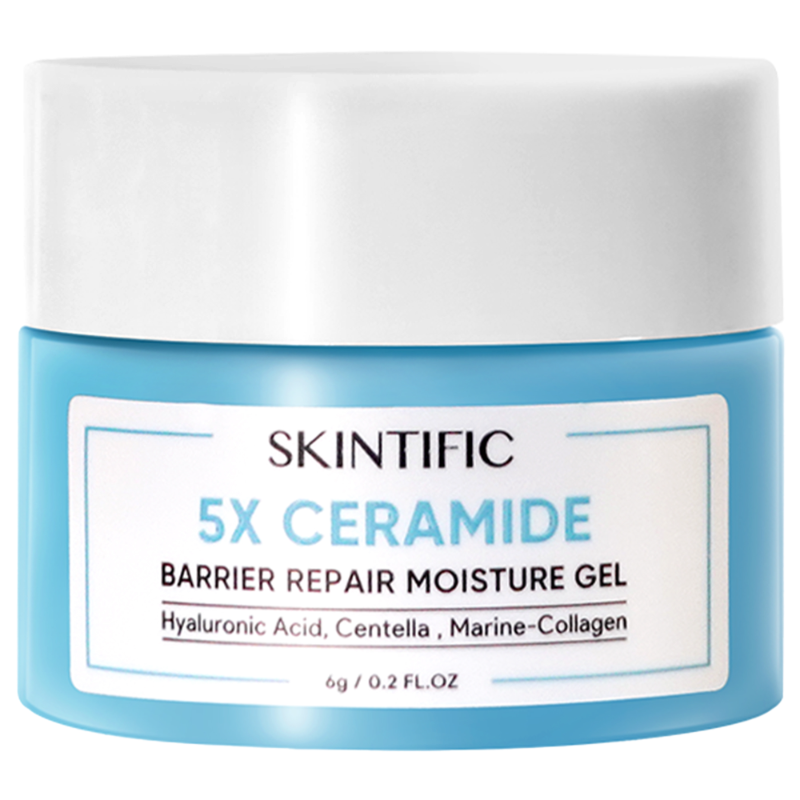 SKINTIFIC
5X CERAMIDE
BARRIER REPAIR MOISTURE GEL
Hyaluronic Acid, Centella , Marine-Collagen
6g / 0.2 FL.OZ